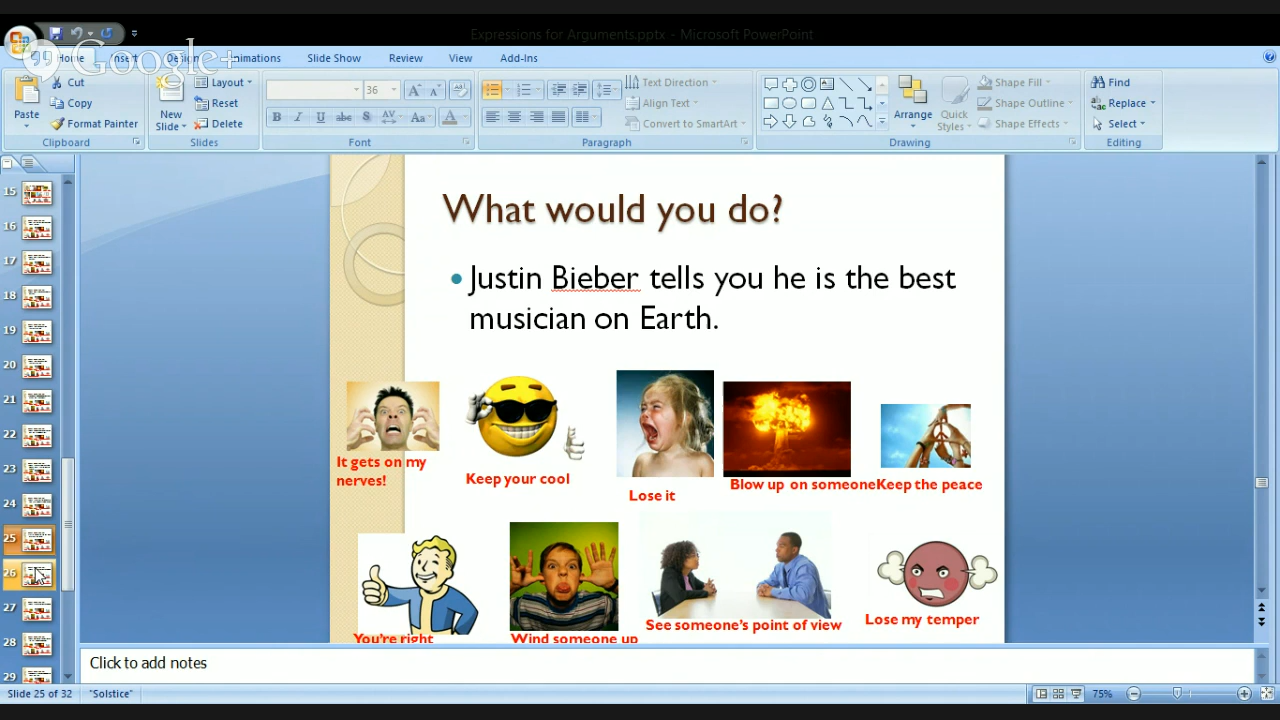 Expressions for Arguments.pptx - Microsoft PowerPoint
Google+
Home Insert Design Animations Slide Show Review View Add-Ins
Paste
Cut
Copy
Format Painter
Clipboard
New Slide
Layout
Reset
Delete
Slides
36
Font
Text Direction
Align Text
Convert to SmartArt
Paragraph
Arrange
Quick Styles
Shape Fill
Shape Outline
Shape Effects
Drawing
Find
Replace
Select
Editing
15
16
17
18
19
20
21
22
23
24
25
26
27
28
29
What would you do?
• Justin Bieber tells you he is the best
musician on Earth.
It gets on my
nerves!
Keep your cool
Lose it
Blow up on someone
Keep the peace
You're right
Wind someone up
See someone's point of view
Lose my temper
Click to add notes
Slide 25 of 32 "Solstice" 75%